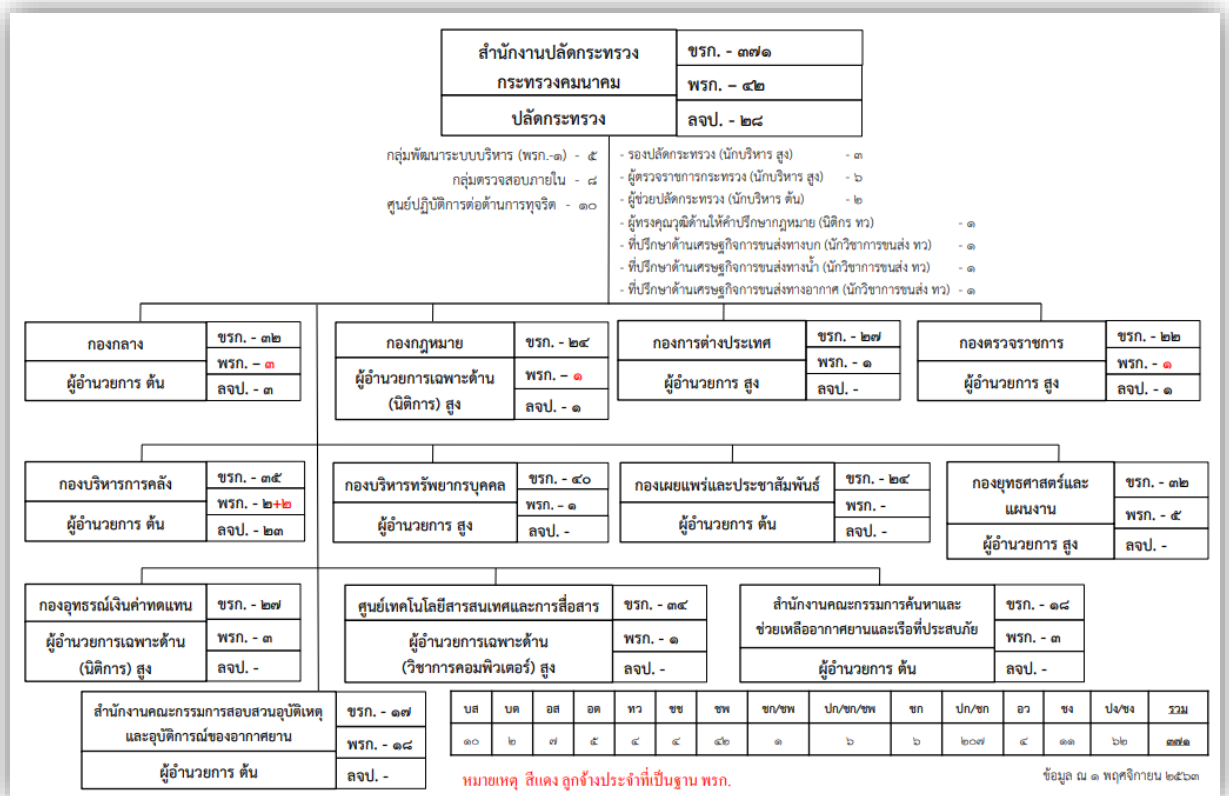 สำนักงานปลัดกระทรวง
กระทรวงคมนาคม
ขรก. - ๓๗๑
พรก. – ๔๒
ปลัดกระทรวง
ลจป. - ๒๘
กลุ่มพัฒนาระบบบริหาร (พรก.-๑) - ๕
กลุ่มตรวจสอบภายใน - ๘
ศูนย์ปฏิบัติการต่อต้านการทุจริต - ๑๐
- รองปลัดกระทรวง (นักบริหาร สูง) - ๓
- ผู้ตรวจราชการกระทรวง (นักบริหาร สูง) - ๖
- ผู้ช่วยปลัดกระทรวง (นักบริหาร ต้น) - ๒
- ผู้ทรงคุณวุฒิด้านให้คำปรึกษากฎหมาย (นิติกร ทว) - ๑
- ที่ปรึกษาด้านเศรษฐกิจการขนส่งทางบก (นักวิชาการขนส่ง ทว) - ๑
- ที่ปรึกษาด้านเศรษฐกิจการขนส่งทางน้ำ (นักวิชาการขนส่ง ทว) - ๑
- ที่ปรึกษาด้านเศรษฐกิจการขนส่งทางอากาศ (นักวิชาการขนส่ง ทว) - ๑
กองกลาง
ขรก. - ๓๒
พรก. – ๓
ผู้อำนวยการ ต้น
ลจป. - ๓
กองกฎหมาย
ขรก. - ๒๔
ผู้อำนวยการเฉพาะด้าน
(นิติการ) สูง
พรก. – ๑
ลจป. - ๑
กองการต่างประเทศ
ขรก. - ๒๗
พรก. - ๑
ผู้อำนวยการ สูง
ลจป. -
กองตรวจราชการ
ขรก. - ๒๒
พรก. - ๑
ผู้อำนวยการ สูง
ลจป. - ๑
กองบริหารการคลัง
ขรก. - ๓๕
พรก. - ๒+๒
ผู้อำนวยการ ต้น
ลจป. - ๒๓
กองบริหารทรัพยากรบุคคล
ขรก. - ๔๐
พรก. - ๑
ผู้อำนวยการ สูง
ลจป. -
กองเผยแพร่และประชาสัมพันธ์
ขรก. - ๒๔
พรก. -
ผู้อำนวยการ ต้น
ลจป. -
กองยุทธศาสตร์และ
แผนงาน
ขรก. - ๓๒
พรก. - ๕
ผู้อำนวยการ สูง
ลจป. -
กองอุทธรณ์เงินค่าทดแทน
ขรก. - ๒๗
ผู้อำนวยการเฉพาะด้าน
(นิติการ) สูง
พรก. - ๓
ลจป. -
ศูนย์เทคโนโลยีสารสนเทศและการสื่อสาร
ขรก. - ๓๔
ผู้อำนวยการเฉพาะด้าน
(วิชาการคอมพิวเตอร์) สูง
พรก. - ๑
ลจป. -
สำนักงานคณะกรรมการค้นหาและ
ช่วยเหลืออากาศยานและเรือที่ประสบภัย
ขรก. - ๑๘
พรก. - ๓
ผู้อำนวยการ ต้น
ลจป. -
สำนักงานคณะกรรมการสอบสวนอุบัติเหตุ
และอุบัติการณ์ของอากาศยาน
ขรก. - ๑๗
พรก. - ๑๘
ผู้อำนวยการ ต้น
ลจป. -
บส บต อส อต ทว ชช ชพ ชก/ชพ ปก/ชก/ชพ ชก ปก/ชก อว ชง ปง/ชง รวม
๑๐ ๒ ๗ ๕ ๔ ๔ ๔๒ ๑ ๖ ๖ ๒๐๗ ๔ ๑๑ ๖๒ ๓๗๑
หมายเหตุ สีแดง ลูกจ้างประจำที่เป็นฐาน พรก.
ข้อมูล ณ ๑ พฤศจิกายน ๒๕๖๓